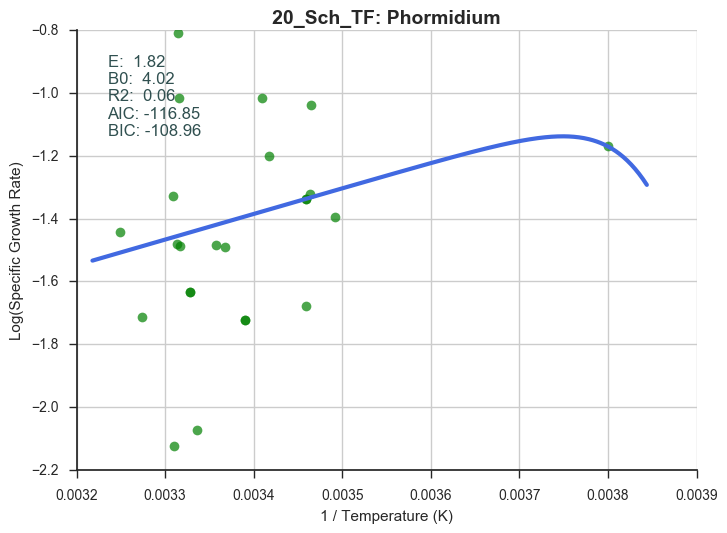 20_Sch_TF: Phormidium
E:  1.82
B0:  4.02
R2:  0.06
AIC: -116.85
BIC: -108.96
Log(Specific Growth Rate)
−0.8
−1.0
−1.2
−1.4
−1.6
−1.8
−2.0
−2.2
0.0032 0.0033 0.0034 0.0035 0.0036 0.0037 0.0038 0.0039
1 / Temperature (K)